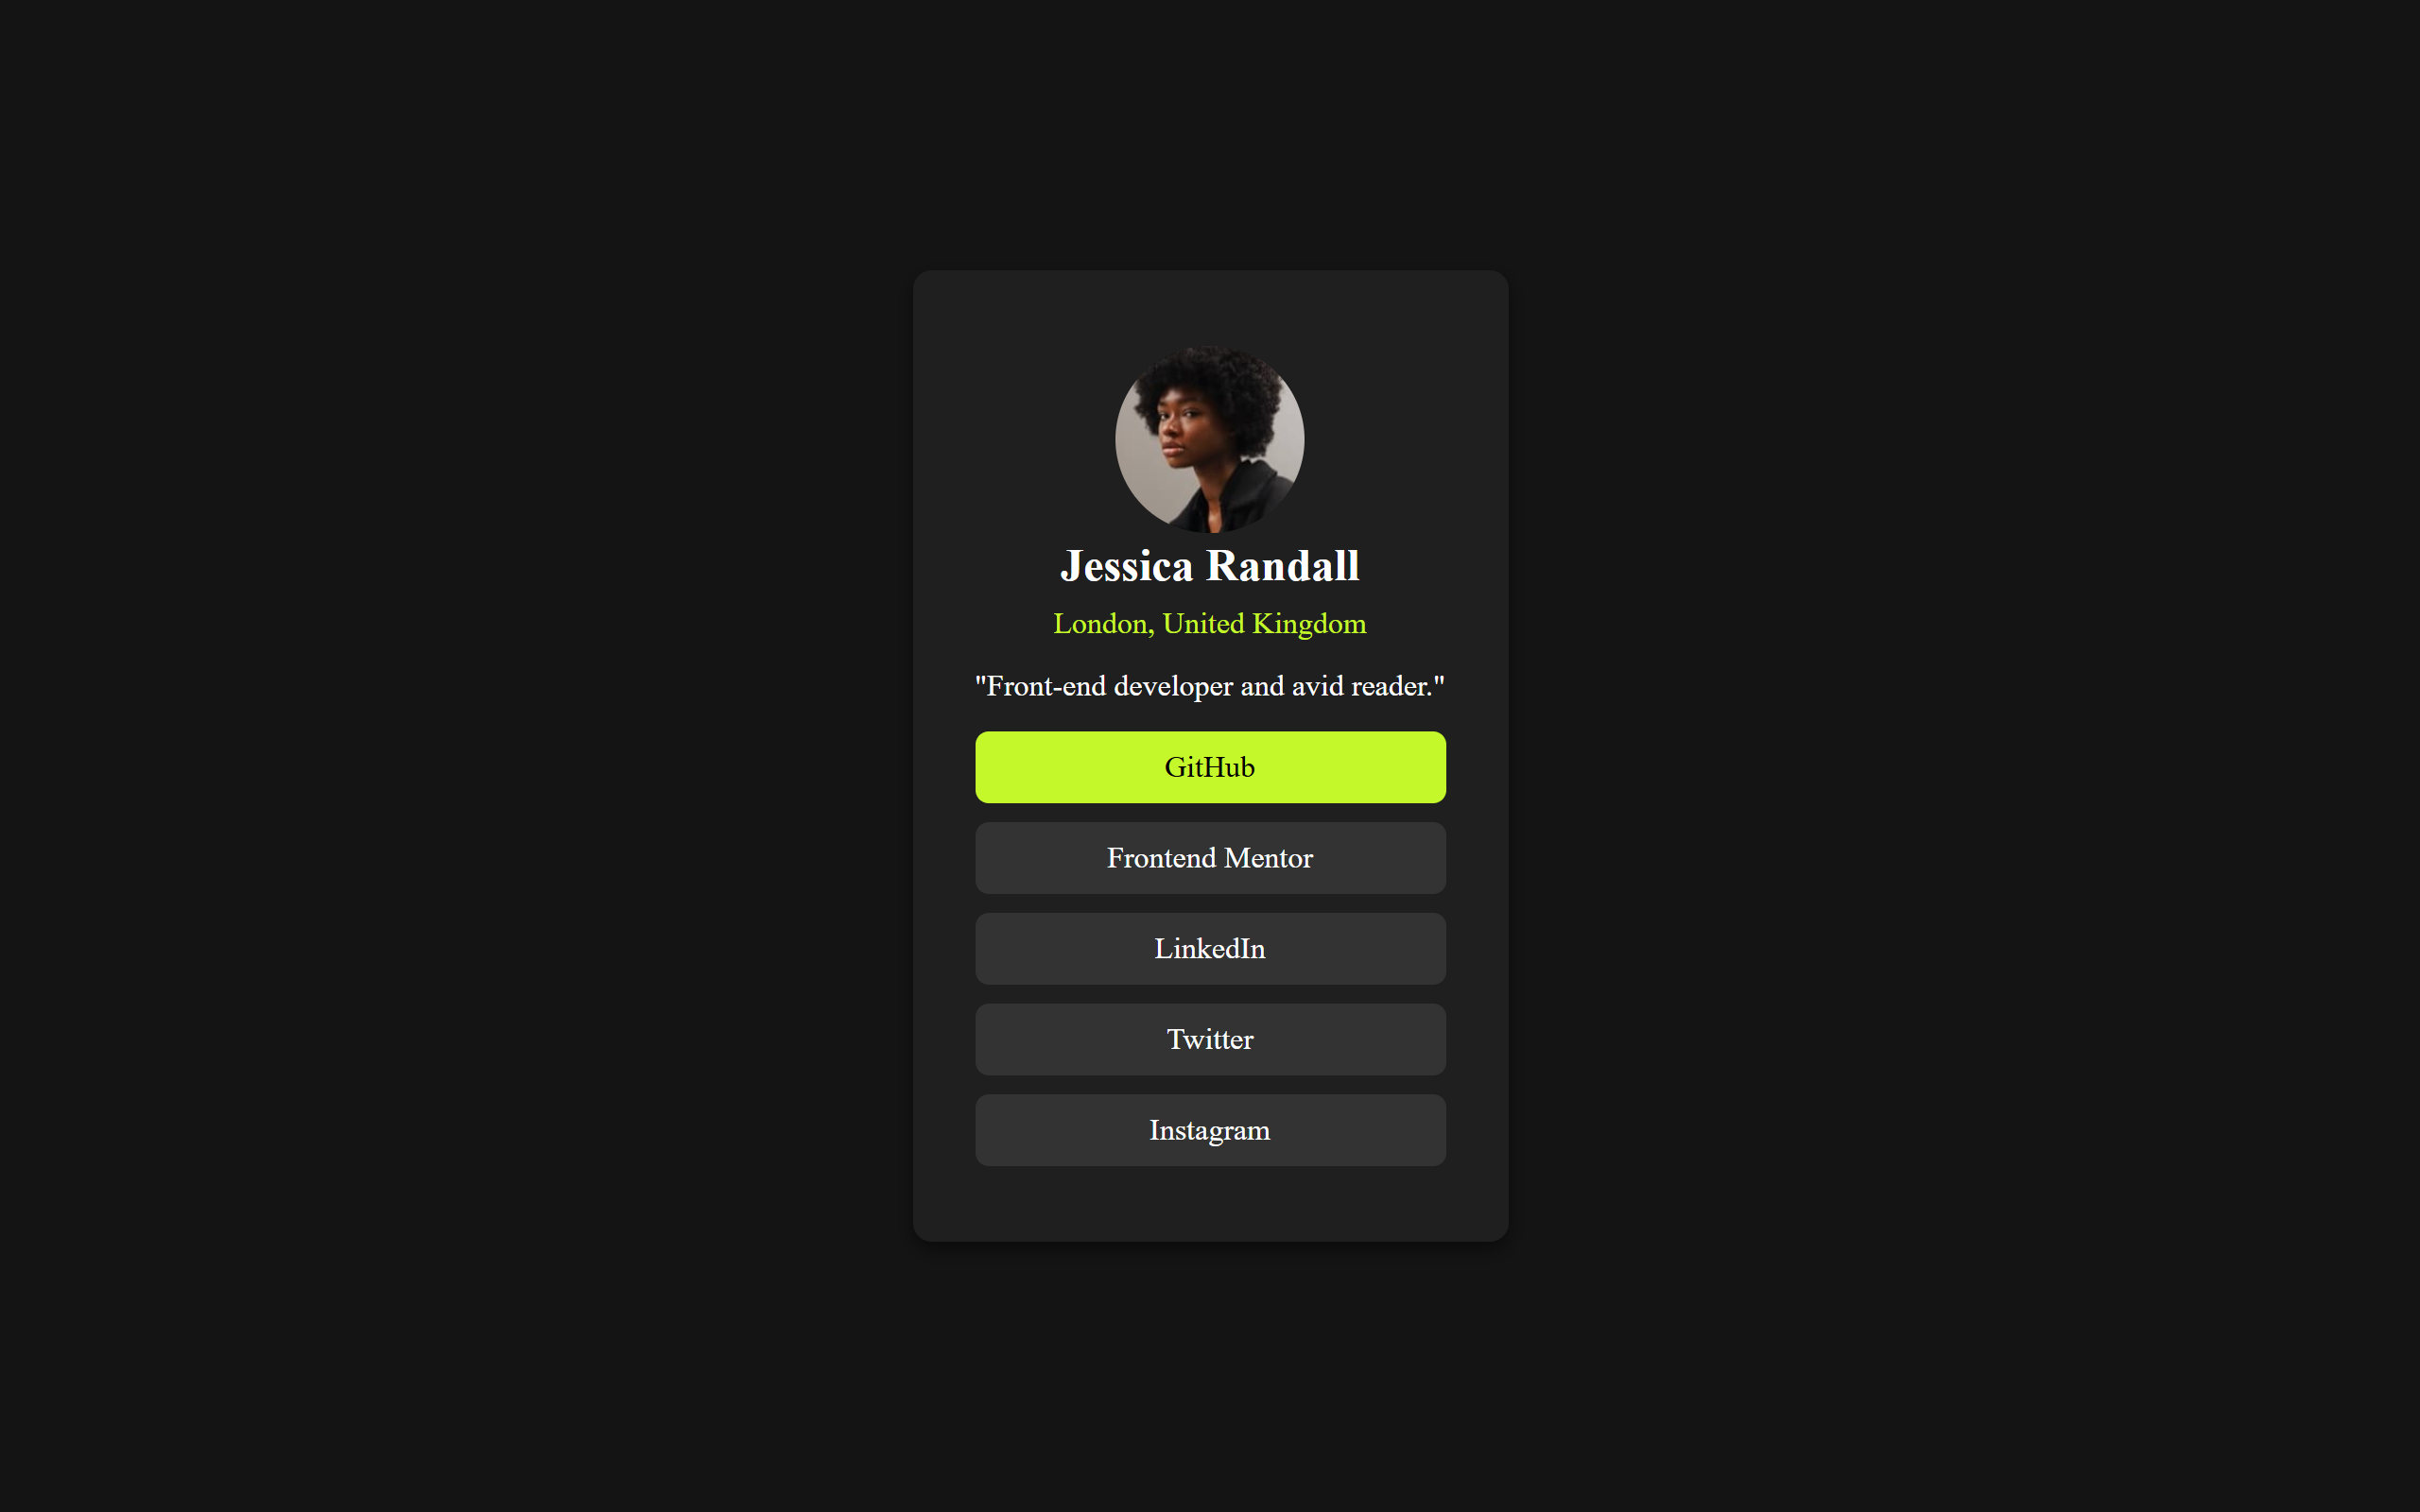 Jessica Randall
London, United Kingdom
"Front-end developer and avid reader."
GitHub
Frontend Mentor
LinkedIn
Twitter
Instagram